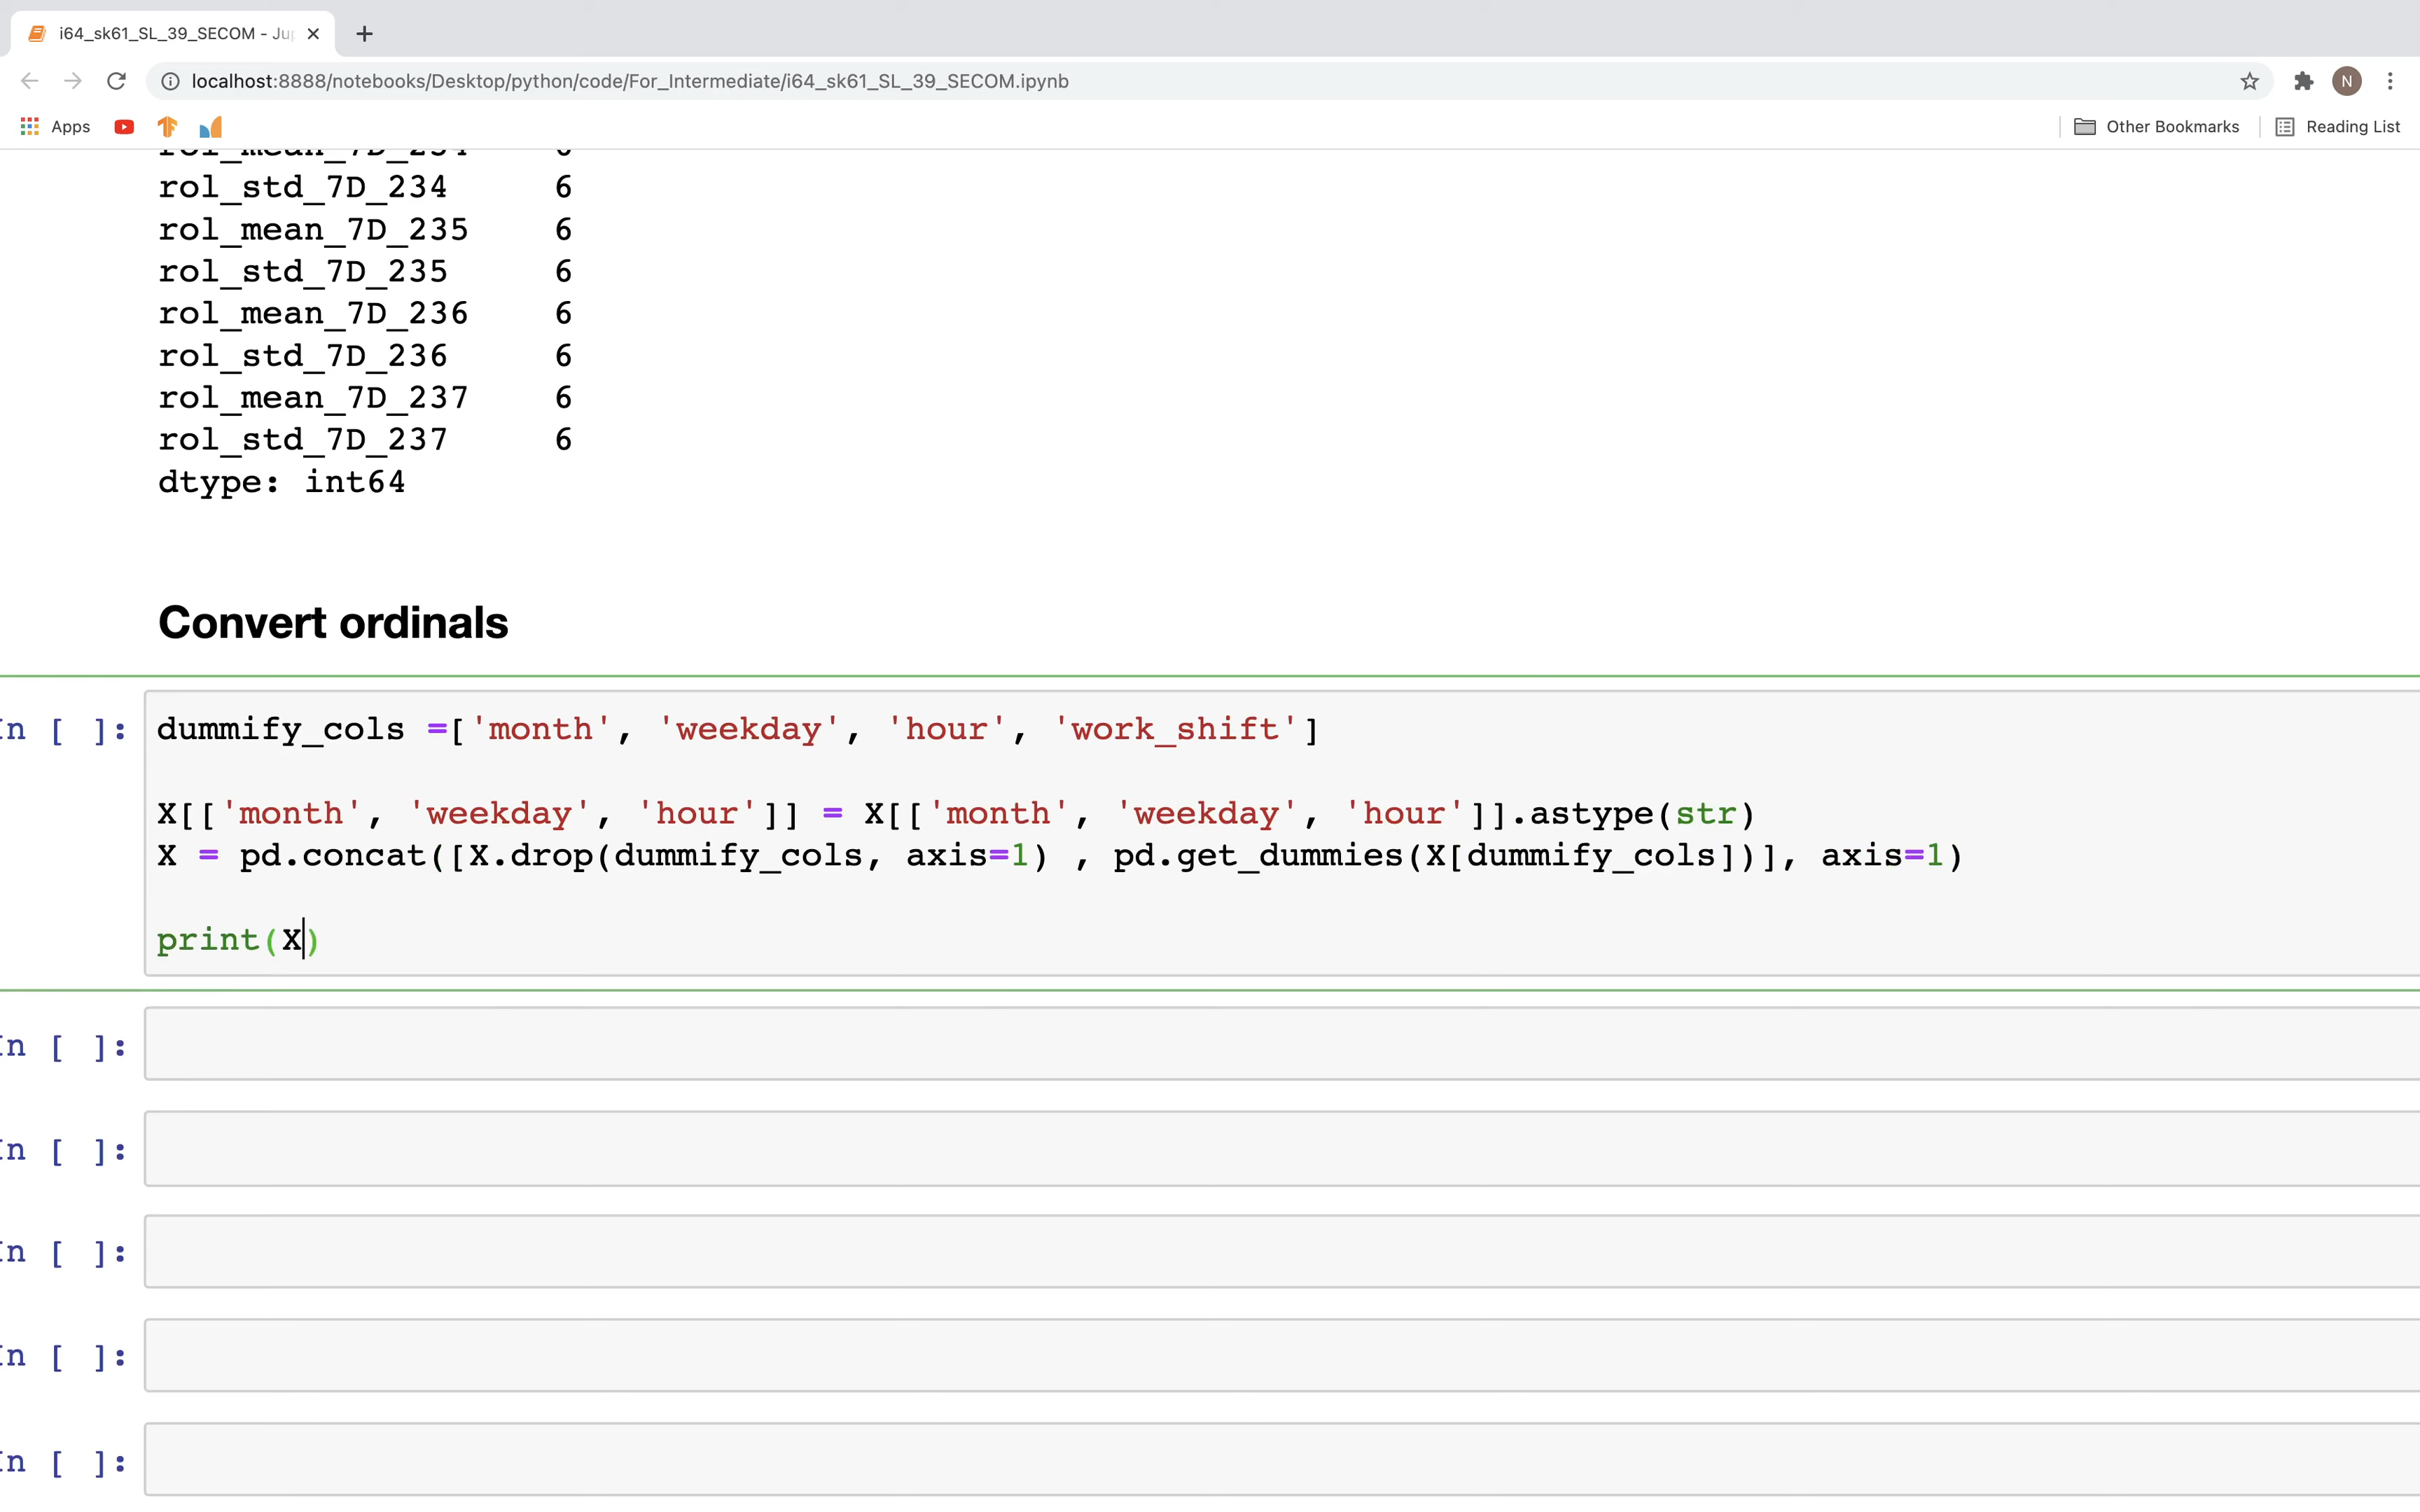 i64_sk61_SL_39_SECOM - Ju
localhost:8888/notebooks/Desktop/python/code/For_Intermediate/i64_sk61_SL_39_SECOM.ipynb
N
Apps
Other Bookmarks
Reading List
rol_mean_7D_234 6
rol_std_7D_234 6
rol_mean_7D_235 6
rol_std_7D_235 6
rol_mean_7D_236 6
rol_std_7D_236 6
rol_mean_7D_237 6
rol_std_7D_237 6
dtype: int64
Convert ordinals
In [ ]:
dummify_cols =['month', 'weekday', 'hour', 'work_shift']
X[['month', 'weekday', 'hour']] = X[['month', 'weekday', 'hour']].astype(str)
X = pd.concat([X.drop(dummify_cols, axis=1) , pd.get_dummies(X[dummify_cols])], axis=1)
print(X)
In [ ]:
In [ ]:
In [ ]:
In [ ]:
In [ ]: